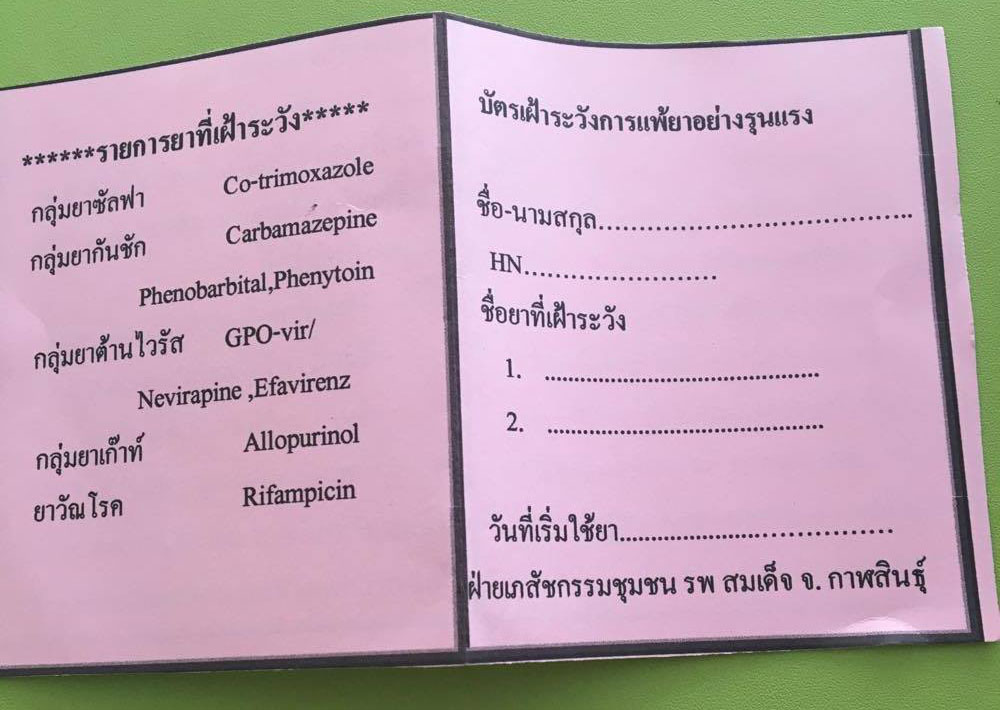 ******รายการยาที่เฝ้าระวัง*****
กลุ่มยาซัลฟา Co-trimoxazole
กลุ่มยากันชัก Carbamazepine
Phenobarbital,Phenytoin
กลุ่มยาต้านไวรัส GPO-vir/
Nevirapine ,Efavirenz
กลุ่มยาเก๊าท์ Allopurinol
ยาวัณโรค Rifampicin
บัตรเฝ้าระวังการแพ้ยาอย่างรุนแรง
ชื่อ-นามสกุล.......................................
HN.......................
ชื่อยาที่เฝ้าระวัง
1. .............................................
2. .............................................
วันที่เริ่มใช้ยา.......................................
ฝ่ายเภสัชกรรมชุมชน รพ สมเด็จ จ. กาฬสินธุ์